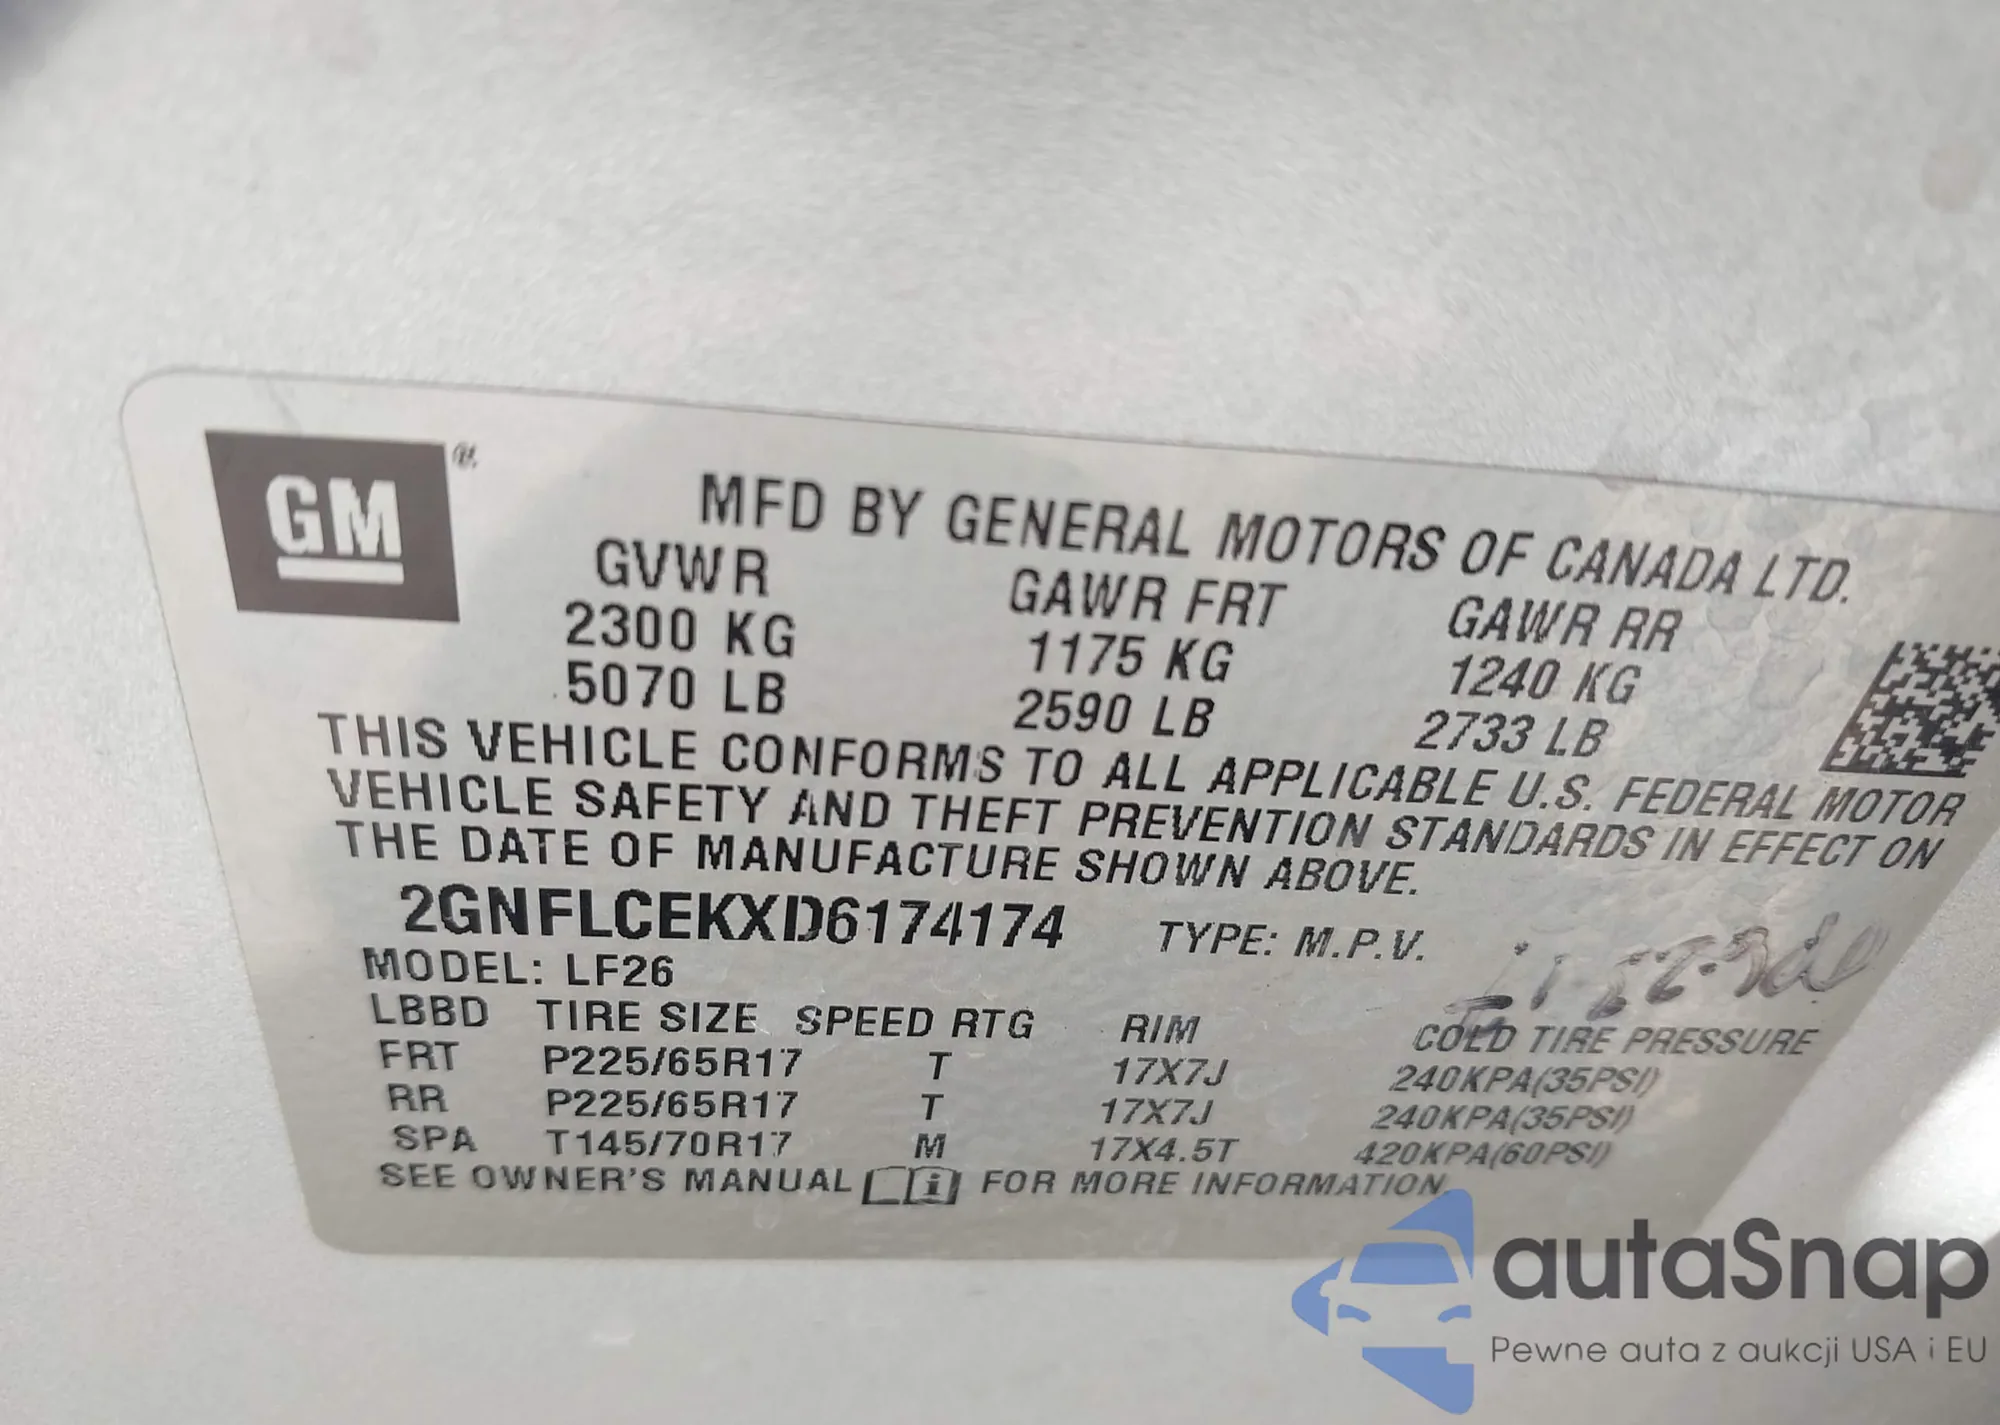 GM ®
MFD BY GENERAL MOTORS OF CANADA LTD.
GVWR GAWR FRT GAWR RR
2300 KG 1175 KG 1240 KG
5070 LB 2590 LB 2733 LB
THIS VEHICLE CONFORMS TO ALL APPLICABLE U.S. FEDERAL MOTOR
VEHICLE SAFETY AND THEFT PREVENTION STANDARDS IN EFFECT ON
THE DATE OF MANUFACTURE SHOWN ABOVE.
2GNFLCEKXD6174174 TYPE: M.P.V.
MODEL: LF26
LBBD TIRE SIZE SPEED RTG RIM COLD TIRE PRESSURE
FRT P225/65R17 T 17X7J 240KPA(35PSI)
RR P225/65R17 T 17X7J 240KPA(35PSI)
SPA T145/70R17 M 17X4.5T 420KPA(60PSI)
SEE OWNER'S MANUAL i FOR MORE INFORMATION
autaSnap
Pewne auta z aukcji USA i EU